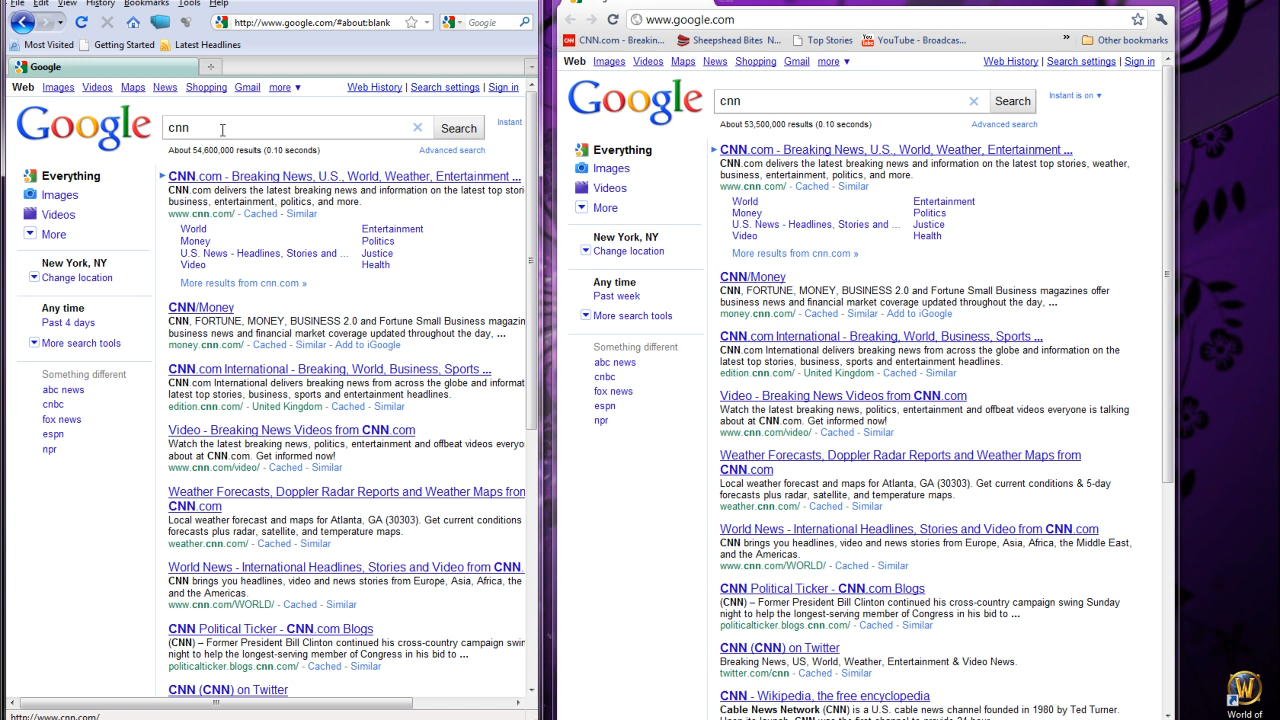 File Edit View History Bookmarks Tools Help
http://www.google.com/#about:blank
Google
Most Visited Getting Started Latest Headlines
Google
Web Images Videos Maps News Shopping Gmail more ▼ Web History | Search settings | Sign in
Google
cnn
Search
Instant
About 54,600,000 results (0.10 seconds) Advanced search
Everything
Images
Videos
More
New York, NY
Change location
Any time
Past 4 days
More search tools
Something different
abc news
cnbc
fox news
espn
npr
CNN.com - Breaking News, U.S., World, Weather, Entertainment ...
CNN.com delivers the latest breaking news and information on the latest top stori
business, entertainment, politics, and more.
www.cnn.com/ - Cached - Similar
World Entertainment
Money Politics
U.S. News - Headlines, Stories and ... Justice
Video Health
More results from cnn.com »
CNN/Money
CNN, FORTUNE, MONEY, BUSINESS 2.0 and Fortune Small Business magazin
business news and financial market coverage updated throughout the day, ...
money.cnn.com/ - Cached - Similar - Add to iGoogle
CNN.com International - Breaking, World, Business, Sports ...
CNN.com International delivers breaking news from across the globe and informat
latest top stories, business, sports and entertainment headlines.
edition.cnn.com/ - United Kingdom - Cached - Similar
Video - Breaking News Videos from CNN.com
Watch the latest breaking news, politics, entertainment and offbeat videos everyo
about at CNN.com. Get informed now!
www.cnn.com/video/ - Cached - Similar
Weather Forecasts, Doppler Radar Reports and Weather Maps from
CNN.com
Local weather forecast and maps for Atlanta, GA (30303). Get current conditions
forecasts plus radar, satellite, and temperature maps.
weather.cnn.com/ - Cached - Similar
World News - International Headlines, Stories and Video from CNN.
CNN brings you headlines, video and news stories from Europe, Asia, Africa, the
and the Americas.
www.cnn.com/WORLD/ - Cached - Similar
CNN Political Ticker - CNN.com Blogs
(CNN) – Former President Bill Clinton continued his cross-country campaign swin
night to help the longest-serving member of Congress in his bid to ...
politicalticker.blogs.cnn.com/ - Cached - Similar
CNN (CNN) on Twitter
http://www.cnn.com/
www.google.com
CNN.com - Breakin... Sheepshead Bites N... Top Stories YouTube - Broadcas... » Other bookmarks
Web Images Videos Maps News Shopping Gmail more ▼ Web History | Search settings | Sign in
Google
cnn
Search
Instant is on ▼
About 53,500,000 results (0.10 seconds) Advanced search
Everything
Images
Videos
More
New York, NY
Change location
Any time
Past week
More search tools
Something different
abc news
cnbc
fox news
espn
npr
CNN.com - Breaking News, U.S., World, Weather, Entertainment ...
CNN.com delivers the latest breaking news and information on the latest top stories, weather,
business, entertainment, politics, and more.
www.cnn.com/ - Cached - Similar
World Entertainment
Money Politics
U.S. News - Headlines, Stories and ... Justice
Video Health
More results from cnn.com »
CNN/Money
CNN, FORTUNE, MONEY, BUSINESS 2.0 and Fortune Small Business magazines offer
business news and financial market coverage updated throughout the day, ...
money.cnn.com/ - Cached - Similar - Add to iGoogle
CNN.com International - Breaking, World, Business, Sports ...
CNN.com International delivers breaking news from across the globe and information on the
latest top stories, business, sports and entertainment headlines.
edition.cnn.com/ - United Kingdom - Cached - Similar
Video - Breaking News Videos from CNN.com
Watch the latest breaking news, politics, entertainment and offbeat videos everyone is talking
about at CNN.com. Get informed now!
www.cnn.com/video/ - Cached - Similar
Weather Forecasts, Doppler Radar Reports and Weather Maps from
CNN.com
Local weather forecast and maps for Atlanta, GA (30303). Get current conditions & 5-day
forecasts plus radar, satellite, and temperature maps.
weather.cnn.com/ - Cached - Similar
World News - International Headlines, Stories and Video from CNN.com
CNN brings you headlines, video and news stories from Europe, Asia, Africa, the Middle East,
and the Americas.
www.cnn.com/WORLD/ - Cached - Similar
CNN Political Ticker - CNN.com Blogs
(CNN) – Former President Bill Clinton continued his cross-country campaign swing Sunday
night to help the longest-serving member of Congress in his bid to ...
politicalticker.blogs.cnn.com/ - Cached - Similar
CNN (CNN) on Twitter
Breaking News, US, World, Weather, Entertainment & Video News.
twitter.com/cnn - Cached - Similar
CNN - Wikipedia, the free encyclopedia
Cable News Network (CNN) is a U.S. cable news channel founded in 1980 by Ted Turner.
World of